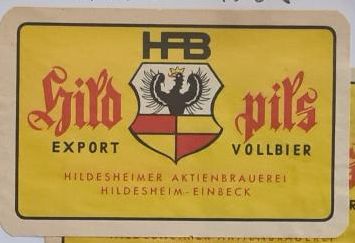 HAB
Hild pils
EXPORT VOLLBIER
HILDESHEIMER AKTIENBRAUEREI
HILDESHEIM-EINBECK